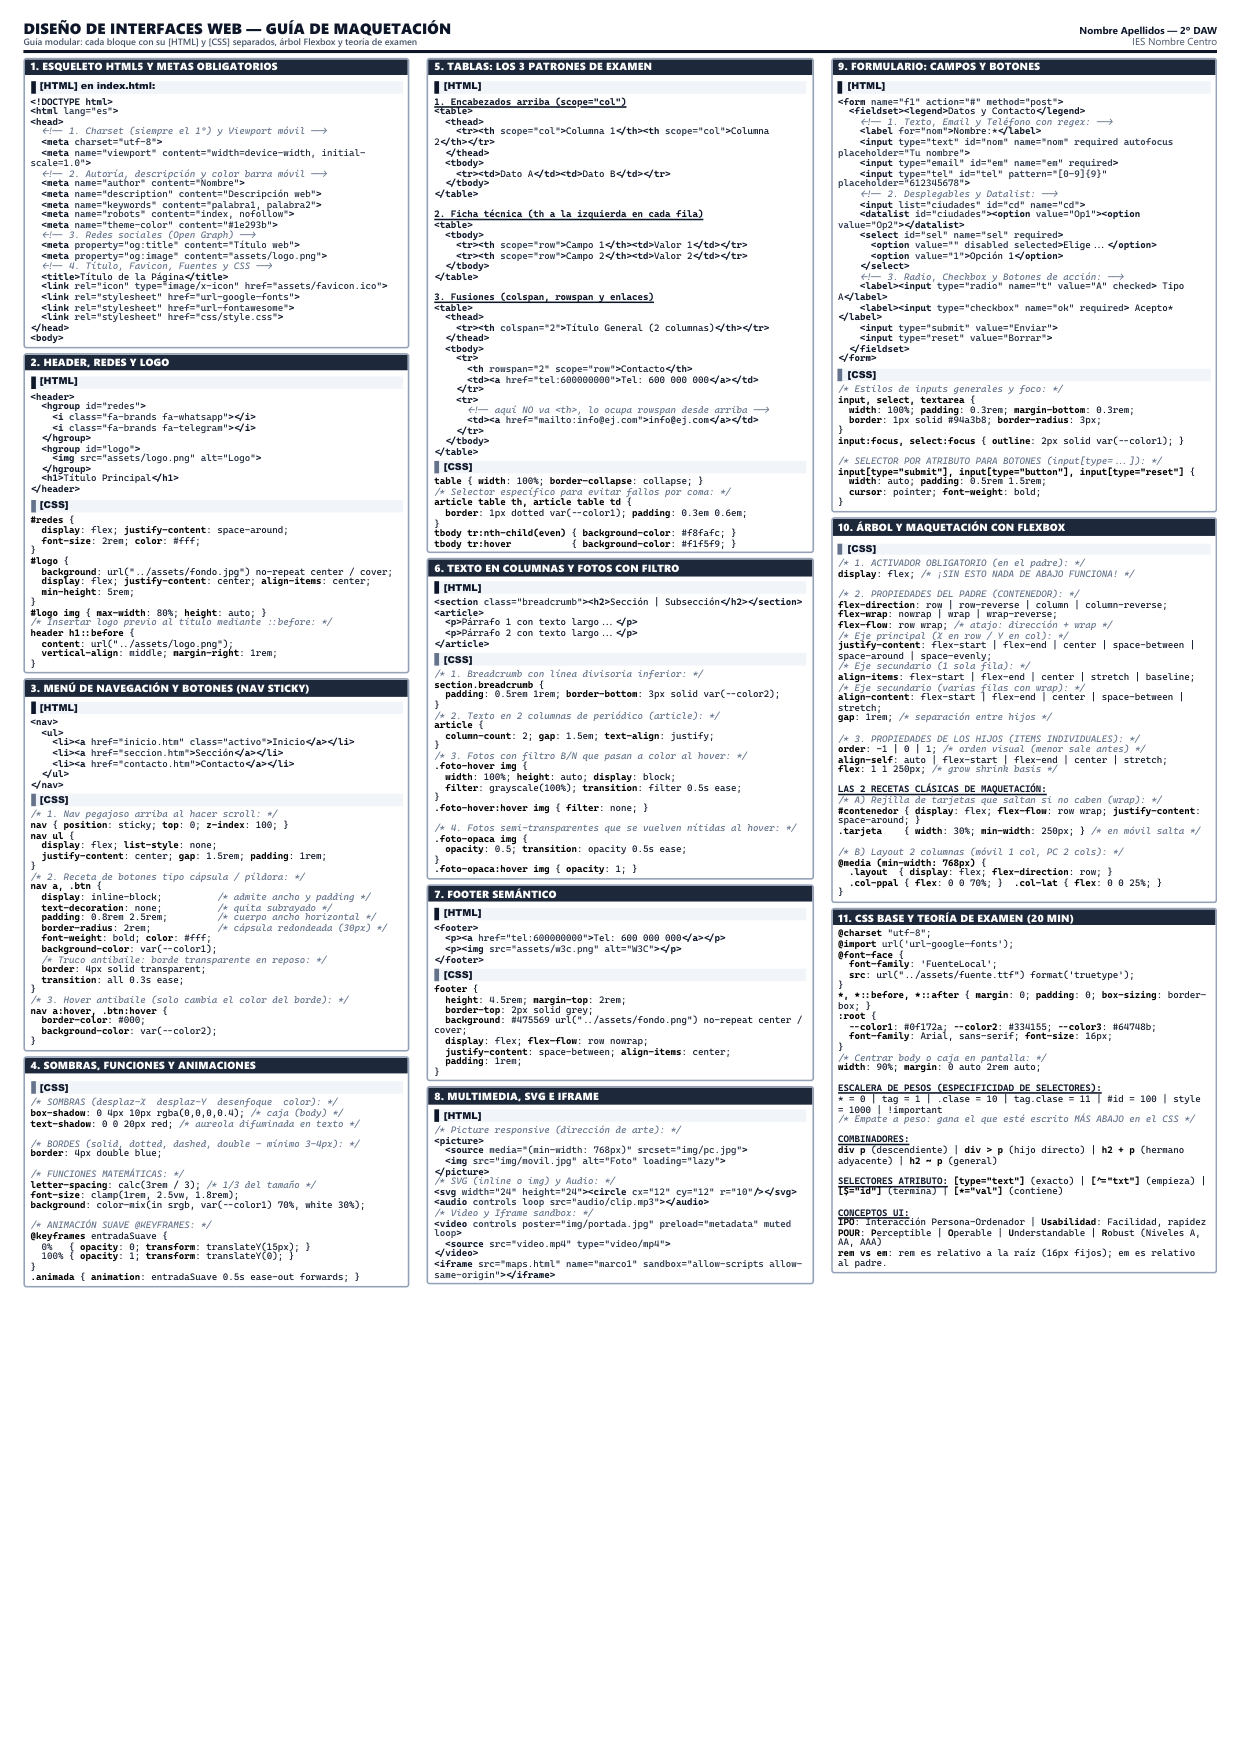 DISEÑO DE INTERFACES WEB — GUÍA DE MAQUETACIÓN
Guía modular: cada bloque con su [HTML] y [CSS] separados, árbol Flexbox y teoría de examen
Nombre Apellidos — 2º DAW
IES Nombre Centro
1. ESQUELETO HTML5 Y METAS OBLIGATORIOS
[HTML] en index.html:
<!DOCTYPE html>
<html lang="es">
<head>
<!-- 1. Charset (siempre el 1º) y Viewport móvil -->
<meta charset="utf-8">
<meta name="viewport" content="width=device-width, initial-
scale=1.0">
<!-- 2. Autoría, descripción y color barra móvil -->
<meta name="author" content="Nombre">
<meta name="description" content="Descripción web">
<meta name="keywords" content="palabra1, palabra2">
<meta name="robots" content="index, nofollow">
<meta name="theme-color" content="#1e293b">
<!-- 3. Redes sociales (Open Graph) -->
<meta property="og:title" content="Título web">
<meta property="og:image" content="assets/logo.png">
<!-- 4. Título, Favicon, Fuentes y CSS -->
<title>Título de la Página</title>
<link rel="icon" type="image/x-icon" href="assets/favicon.ico">
<link rel="stylesheet" href="url-google-fonts">
<link rel="stylesheet" href="url-fontawesome">
<link rel="stylesheet" href="css/style.css">
</head>
<body>
2. HEADER, REDES Y LOGO
[HTML]
<header>
<hgroup id="redes">
<i class="fa-brands fa-whatsapp"></i>
<i class="fa-brands fa-telegram"></i>
</hgroup>
<hgroup id="logo">
<img src="assets/logo.png" alt="Logo">
</hgroup>
<h1>Título Principal</h1>
</header>
[CSS]
#redes {
display: flex; justify-content: space-around;
font-size: 2rem; color: #fff;
}
#logo {
background: url("../assets/fondo.jpg") no-repeat center / cover;
display: flex; justify-content: center; align-items: center;
min-height: 5rem;
}
#logo img { max-width: 80%; height: auto; }
/* Insertar logo previo al título mediante ::before: */
header h1::before {
content: url("../assets/logo.png");
vertical-align: middle; margin-right: 1rem;
}
3. MENÚ DE NAVEGACIÓN Y BOTONES (NAV STICKY)
[HTML]
<nav>
<ul>
<li><a href="inicio.htm" class="activo">Inicio</a></li>
<li><a href="seccion.htm">Sección</a></li>
<li><a href="contacto.htm">Contacto</a></li>
</ul>
</nav>
[CSS]
/* 1. Nav pegajoso arriba al hacer scroll: */
nav { position: sticky; top: 0; z-index: 100; }
nav ul {
display: flex; list-style: none;
justify-content: center; gap: 1.5rem; padding: 1rem;
}
/* 2. Receta de botones tipo cápsula / píldora: */
nav a, .btn {
display: inline-block; /* admite ancho y padding */
text-decoration: none; /* quita subrayado */
padding: 0.8rem 2.5rem; /* cuerpo ancho horizontal */
border-radius: 2rem; /* cápsula redondeada (30px) */
font-weight: bold; color: #fff;
background-color: var(--color1);
/* Truco antibaile: borde transparente en reposo: */
border: 4px solid transparent;
transition: all 0.3s ease;
}
/* 3. Hover antibaile (solo cambia el color del borde): */
nav a:hover, .btn:hover {
border-color: #000;
background-color: var(--color2);
}
4. SOMBRAS, FUNCIONES Y ANIMACIONES
[CSS]
/* SOMBRAS (desplaz-X desplaz-Y desenfoque color): */
box-shadow: 0 4px 10px rgba(0,0,0,0.4); /* caja (body) */
text-shadow: 0 0 20px red; /* aureola difuminada en texto */
/* BORDES (solid, dotted, dashed, double - mínimo 3-4px): */
border: 4px double blue;
/* FUNCIONES MATEMÁTICAS: */
letter-spacing: calc(3rem / 3); /* 1/3 del tamaño */
font-size: clamp(1rem, 2.5vw, 1.8rem);
background: color-mix(in srgb, var(--color1) 70%, white 30%);
/* ANIMACIÓN SUAVE @KEYFRAMES: */
@keyframes entradaSuave {
0% { opacity: 0; transform: translateY(15px); }
100% { opacity: 1; transform: translateY(0); }
}
.animada { animation: entradaSuave 0.5s ease-out forwards; }
5. TABLAS: LOS 3 PATRONES DE EXAMEN
[HTML]
1. Encabezados arriba (scope="col")
<table>
<thead>
<tr><th scope="col">Columna 1</th><th scope="col">Columna
2</th></tr>
</thead>
<tbody>
<tr><td>Dato A</td><td>Dato B</td></tr>
</tbody>
</table>
2. Ficha técnica (th a la izquierda en cada fila)
<table>
<tbody>
<tr><th scope="row">Campo 1</th><td>Valor 1</td></tr>
<tr><th scope="row">Campo 2</th><td>Valor 2</td></tr>
</tbody>
</table>
3. Fusiones (colspan, rowspan y enlaces)
<table>
<thead>
<tr><th colspan="2">Título General (2 columnas)</th></tr>
</thead>
<tbody>
<tr>
<th rowspan="2" scope="row">Contacto</th>
<td><a href="tel:600000000">Tel: 600 000 000</a></td>
</tr>
<tr>
<!-- aquí NO va <th>, lo ocupa rowspan desde arriba -->
<td><a href="mailto:info@ej.com">info@ej.com</a></td>
</tr>
</tbody>
</table>
[CSS]
table { width: 100%; border-collapse: collapse; }
/* Selector específico para evitar fallos por coma: */
article table th, article table td {
border: 1px dotted var(--color1); padding: 0.3em 0.6em;
}
tbody tr:nth-child(even) { background-color: #f8fafc; }
tbody tr:hover { background-color: #f1f5f9; }
6. TEXTO EN COLUMNAS Y FOTOS CON FILTRO
[HTML]
<section class="breadcrumb"><h2>Sección | Subsección</h2></section>
<article>
<p>Párrafo 1 con texto largo...</p>
<p>Párrafo 2 con texto largo...</p>
</article>
[CSS]
/* 1. Breadcrumb con línea divisoria inferior: */
section.breadcrumb {
padding: 0.5rem 1rem; border-bottom: 3px solid var(--color2);
}
/* 2. Texto en 2 columnas de periódico (article): */
article {
column-count: 2; gap: 1.5em; text-align: justify;
}
/* 3. Fotos con filtro B/N que pasan a color al hover: */
.foto-hover img {
width: 100%; height: auto; display: block;
filter: grayscale(100%); transition: filter 0.5s ease;
}
.foto-hover:hover img { filter: none; }
/* 4. Fotos semi-transparentes que se vuelven nítidas al hover: */
.foto-opaca img {
opacity: 0.5; transition: opacity 0.5s ease;
}
.foto-opaca:hover img { opacity: 1; }
7. FOOTER SEMÁNTICO
[HTML]
<footer>
<p><a href="tel:600000000">Tel: 600 000 000</a></p>
<p><img src="assets/w3c.png" alt="W3C"></p>
</footer>
[CSS]
footer {
height: 4.5rem; margin-top: 2rem;
border-top: 2px solid grey;
background: #475569 url("../assets/fondo.png") no-repeat center /
cover;
display: flex; flex-flow: row nowrap;
justify-content: space-between; align-items: center;
padding: 1rem;
}
8. MULTIMEDIA, SVG E IFRAME
[HTML]
/* Picture responsive (dirección de arte): */
<picture>
<source media="(min-width: 768px)" srcset="img/pc.jpg">
<img src="img/movil.jpg" alt="Foto" loading="lazy">
</picture>
/* SVG (inline o img) y Audio: */
<svg width="24" height="24"><circle cx="12" cy="12" r="10"/></svg>
<audio controls loop src="audio/clip.mp3"></audio>
/* Video y Iframe sandbox: */
<video controls poster="img/portada.jpg" preload="metadata" muted
loop>
<source src="video.mp4" type="video/mp4">
</video>
<iframe src="maps.html" name="marco1" sandbox="allow-scripts allow-
same-origin"></iframe>
9. FORMULARIO: CAMPOS Y BOTONES
[HTML]
<form name="f1" action="#" method="post">
<fieldset><legend>Datos y Contacto</legend>
<!-- 1. Texto, Email y Teléfono con regex: -->
<label for="nom">Nombre:*</label>
<input type="text" id="nom" name="nom" required autofocus
placeholder="Tu nombre">
<input type="email" id="em" name="em" required>
<input type="tel" id="tel" pattern="[0-9]{9}"
placeholder="612345678">
<!-- 2. Desplegables y Datalist: -->
<input list="ciudades" id="cd" name="cd">
<datalist id="ciudades"><option value="Op1"><option
value="Op2"></datalist>
<select id="sel" name="sel" required>
<option value="" disabled selected>Elige...</option>
<option value="1">Opción 1</option>
</select>
<!-- 3. Radio, Checkbox y Botones de acción: -->
<label><input type="radio" name="t" value="A" checked> Tipo
A</label>
<label><input type="checkbox" name="ok" required> Acepto*
</label>
<input type="submit" value="Enviar">
<input type="reset" value="Borrar">
</fieldset>
</form>
[CSS]
/* Estilos de inputs generales y foco: */
input, select, textarea {
width: 100%; padding: 0.3rem; margin-bottom: 0.3rem;
border: 1px solid #94a3b8; border-radius: 3px;
}
input:focus, select:focus { outline: 2px solid var(--color1); }
/* SELECTOR POR ATRIBUTO PARA BOTONES (input[type=...]): */
input[type="submit"], input[type="button"], input[type="reset"] {
width: auto; padding: 0.5rem 1.5rem;
cursor: pointer; font-weight: bold;
}
10. ÁRBOL Y MAQUETACIÓN CON FLEXBOX
[CSS]
/* 1. ACTIVADOR OBLIGATORIO (en el padre): */
display: flex; /* ¡SIN ESTO NADA DE ABAJO FUNCIONA! */
/* 2. PROPIEDADES DEL PADRE (CONTENEDOR): */
flex-direction: row | row-reverse | column | column-reverse;
flex-wrap: nowrap | wrap | wrap-reverse;
flex-flow: row wrap; /* atajo: dirección + wrap */
/* Eje principal (X en row / Y en col): */
justify-content: flex-start | flex-end | center | space-between |
space-around | space-evenly;
/* Eje secundario (1 sola fila): */
align-items: flex-start | flex-end | center | stretch | baseline;
/* Eje secundario (varias filas con wrap): */
align-content: flex-start | flex-end | center | space-between |
stretch;
gap: 1rem; /* separación entre hijos */
/* 3. PROPIEDADES DE LOS HIJOS (ITEMS INDIVIDUALES): */
order: -1 | 0 | 1; /* orden visual (menor sale antes) */
align-self: auto | flex-start | flex-end | center | stretch;
flex: 1 1 250px; /* grow shrink basis */
LAS 2 RECETAS CLÁSICAS DE MAQUETACIÓN:
/* A) Rejilla de tarjetas que saltan si no caben (wrap): */
#contenedor { display: flex; flex-flow: row wrap; justify-content:
space-around; }
.tarjeta { width: 30%; min-width: 250px; } /* en móvil salta */
/* B) Layout 2 columnas (móvil 1 col, PC 2 cols): */
@media (min-width: 768px) {
.layout { display: flex; flex-direction: row; }
.col-ppal { flex: 0 0 70%; } .col-lat { flex: 0 0 25%; }
}
11. CSS BASE Y TEORÍA DE EXAMEN (20 MIN)
@charset "utf-8";
@import url('url-google-fonts');
@font-face {
font-family: 'FuenteLocal';
src: url("../assets/fuente.ttf") format('truetype');
}
*, *::before, *::after { margin: 0; padding: 0; box-sizing: border-
box; }
:root {
--color1: #0f172a; --color2: #334155; --color3: #64748b;
font-family: Arial, sans-serif; font-size: 16px;
}
/* Centrar body o caja en pantalla: */
width: 90%; margin: 0 auto 2rem auto;
ESCALERA DE PESOS (ESPECIFICIDAD DE SELECTORES):
* = 0 | tag = 1 | .clase = 10 | tag.clase = 11 | #id = 100 | style
= 1000 | !important
/* Empate a peso: gana el que esté escrito MÁS ABAJO en el CSS */
COMBINADORES:
div p (descendiente) | div > p (hijo directo) | h2 + p (hermano
adyacente) | h2 ~ p (general)
SELECTORES ATRIBUTO: [type="text"] (exacto) | [^="txt"] (empieza) |
[$="id"] (termina) | [*="val"] (contiene)
CONCEPTOS UI:
IPO: Interacción Persona-Ordenador | Usabilidad: Facilidad, rapidez
POUR: Perceptible | Operable | Understandable | Robust (Niveles A,
AA, AAA)
rem vs em: rem es relativo a la raíz (16px fijos); em es relativo
al padre.